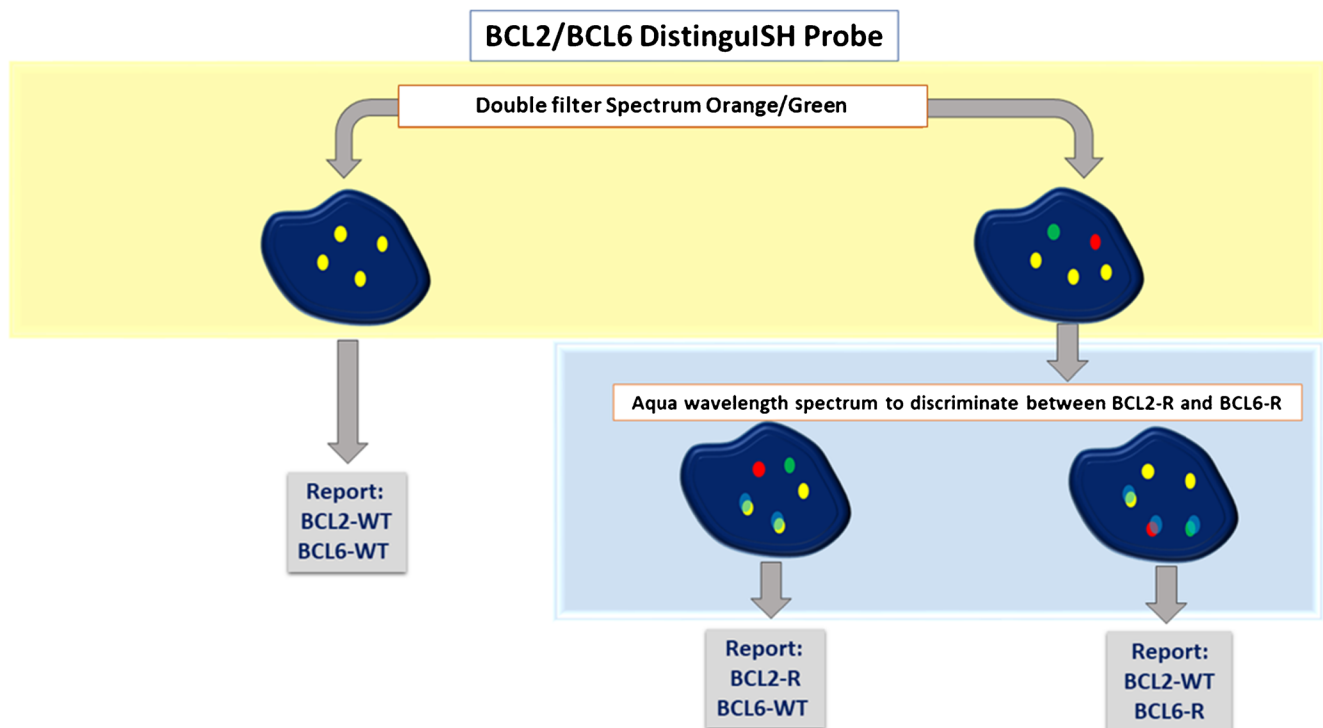 BCL2/BCL6 DistinguISH Probe
Double filter Spectrum Orange/Green
Aqua wavelength spectrum to discriminate between BCL2-R and BCL6-R
Report:
BCL2-WT
BCL6-WT
Report:
BCL2-R
BCL6-WT
Report:
BCL2-WT
BCL6-R